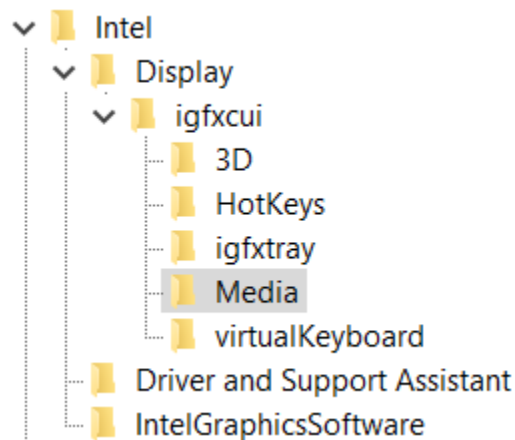 Intel
Display
igfxcui
3D
HotKeys
igfxtray
Media
virtualKeyboard
Driver and Support Assistant
IntelGraphicsSoftware